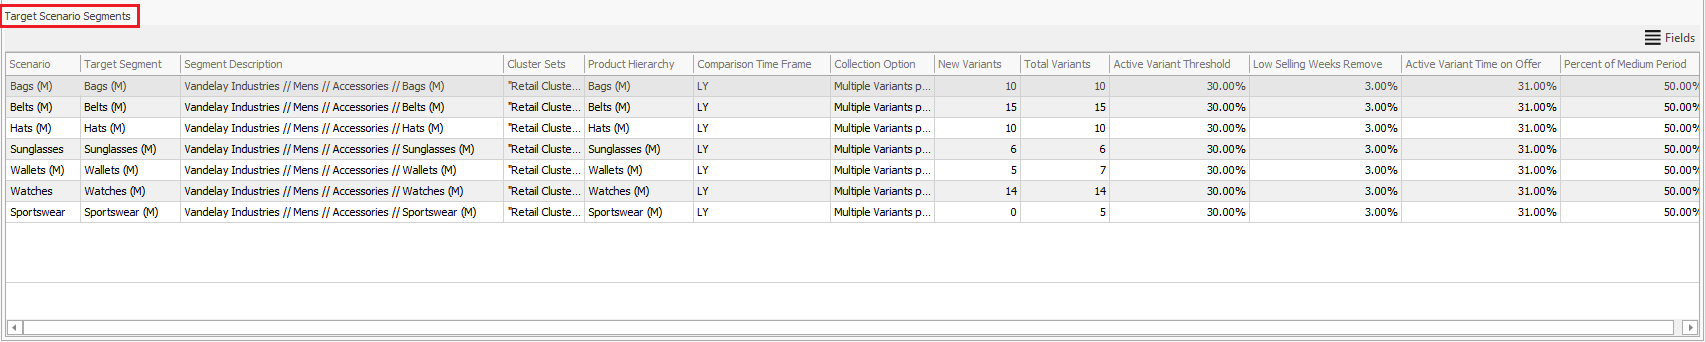 Target Scenario Segments
Fields
Scenario Target Segment Segment Description Cluster Sets Product Hierarchy Comparison Time Frame Collection Option New Variants Total Variants Active Variant Threshold Low Selling Weeks Remove Active Variant Time on Offer Percent of Medium Period
Bags (M) Bags (M) Vandelay Industries // Mens // Accessories // Bags (M) "Retail Cluste... Bags (M) LY Multiple Variants p... 10 10 30.00% 3.00% 31.00% 50.00%
Belts (M) Belts (M) Vandelay Industries // Mens // Accessories // Belts (M) "Retail Cluste... Belts (M) LY Multiple Variants p... 15 15 30.00% 3.00% 31.00% 50.00%
Hats (M) Hats (M) Vandelay Industries // Mens // Accessories // Hats (M) "Retail Cluste... Hats (M) LY Multiple Variants p... 10 10 30.00% 3.00% 31.00% 50.00%
Sunglasses Sunglasses (M) Vandelay Industries // Mens // Accessories // Sunglasses (M) "Retail Cluste... Sunglasses (M) LY Multiple Variants p... 6 6 30.00% 3.00% 31.00% 50.00%
Wallets (M) Wallets (M) Vandelay Industries // Mens // Accessories // Wallets (M) "Retail Cluste... Wallets (M) LY Multiple Variants p... 5 7 30.00% 3.00% 31.00% 50.00%
Watches Watches (M) Vandelay Industries // Mens // Accessories // Watches (M) "Retail Cluste... Watches (M) LY Multiple Variants p... 14 14 30.00% 3.00% 31.00% 50.00%
Sportswear Sportswear (M) Vandelay Industries // Mens // Accessories // Sportswear (M) "Retail Cluste... Sportswear (M) LY Multiple Variants p... 0 5 30.00% 3.00% 31.00% 50.00%